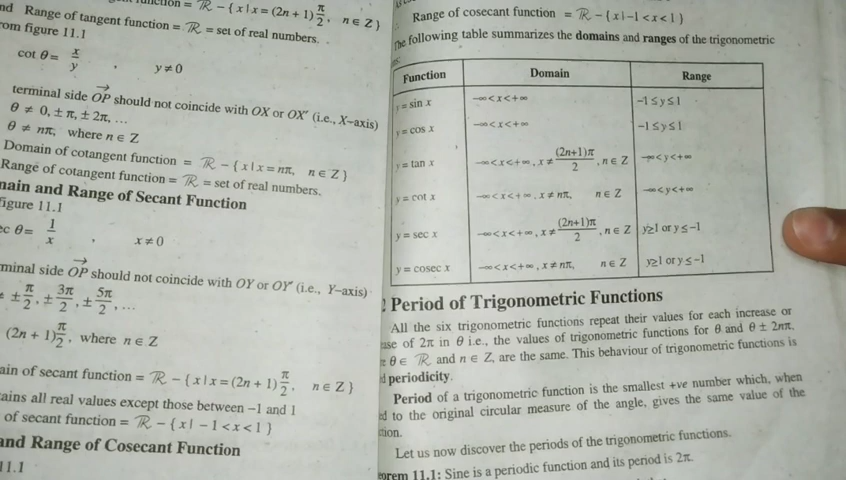 function = ℛ – { x | x = (2n + 1) π/2, n ∈ Z }
Range of tangent function = ℛ = set of real numbers.
from figure 11.1
cot θ = x/y , y ≠ 0
terminal side OP→ should not coincide with OX or OX′ (i.e., X–axis)
θ ≠ 0, ± π, ± 2π, ...
θ ≠ nπ, where n ∈ Z
Domain of cotangent function = ℛ – { x | x = nπ, n ∈ Z }
Range of cotangent function = ℛ = set of real numbers.
and Range of Secant Function
figure 11.1
θ = 1/x , x ≠ 0
side OP→ should not coincide with OY or OY′ (i.e., Y–axis)
≠ ± π/2, ± 3π/2, ± 5π/2, ...
(2n + 1) π/2, where n ∈ Z
of secant function = ℛ – { x | x = (2n + 1) π/2, n ∈ Z }
all real values except those between –1 and 1
of secant function = ℛ – { x | –1 < x < 1 }
and Range of Cosecant Function
11.1
Range of cosecant function = ℛ – { x | –1 < x < 1 }
The following table summarizes the domains and ranges of the trigonometric
Function Domain Range
y = sin x –∞ < x < +∞ –1 ≤ y ≤ 1
y = cos x –∞ < x < +∞ –1 ≤ y ≤ 1
y = tan x –∞ < x < +∞, x ≠ (2n+1)π/2, n ∈ Z –∞ < y < +∞
y = cot x –∞ < x < +∞, x ≠ nπ, n ∈ Z –∞ < y < +∞
y = sec x –∞ < x < +∞, x ≠ (2n+1)π/2, n ∈ Z y ≥ 1 or y ≤ –1
y = cosec x –∞ < x < +∞, x ≠ nπ, n ∈ Z y ≥ 1 or y ≤ –1
Period of Trigonometric Functions
All the six trigonometric functions repeat their values for each increase or
of 2π in θ i.e., the values of trigonometric functions for θ and θ ± 2nπ,
θ ∈ ℛ and n ∈ Z, are the same. This behaviour of trigonometric functions is
periodicity.
Period of a trigonometric function is the smallest +ve number which, when
to the original circular measure of the angle, gives the same value of the
Let us now discover the periods of the trigonometric functions.
11.1: Sine is a periodic function and its period is 2π.